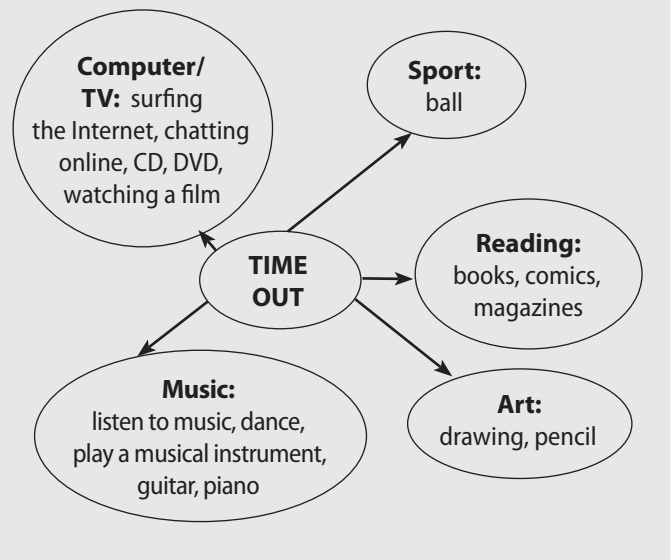 Computer/
TV: surfing
the Internet, chatting
online, CD, DVD,
watching a film
Sport:
ball
TIME
OUT
Reading:
books, comics,
magazines
Music:
listen to music, dance,
play a musical instrument,
guitar, piano
Art:
drawing, pencil